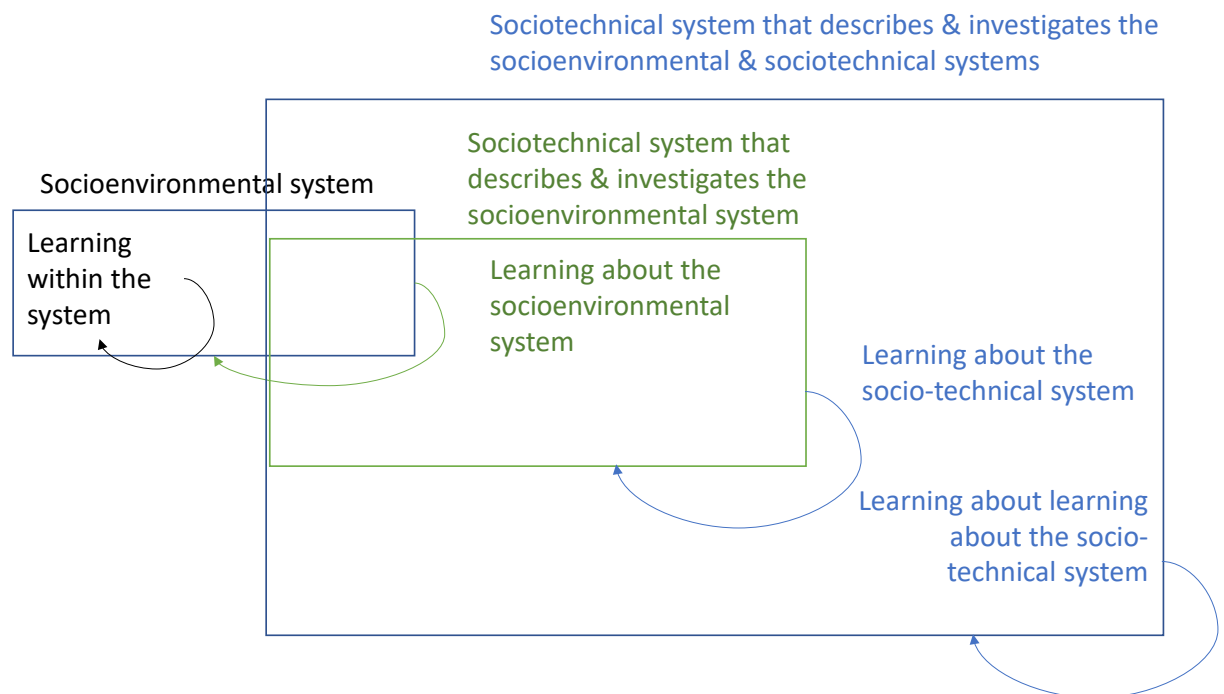 Sociotechnical system that describes & investigates the
socioenvironmental & sociotechnical systems
Sociotechnical system that
describes & investigates the
socioenvironmental system
Socioenvironmental system
Learning
within the
system
Learning about the
socioenvironmental
system
Learning about the
socio-technical system
Learning about learning
about the socio-
technical system